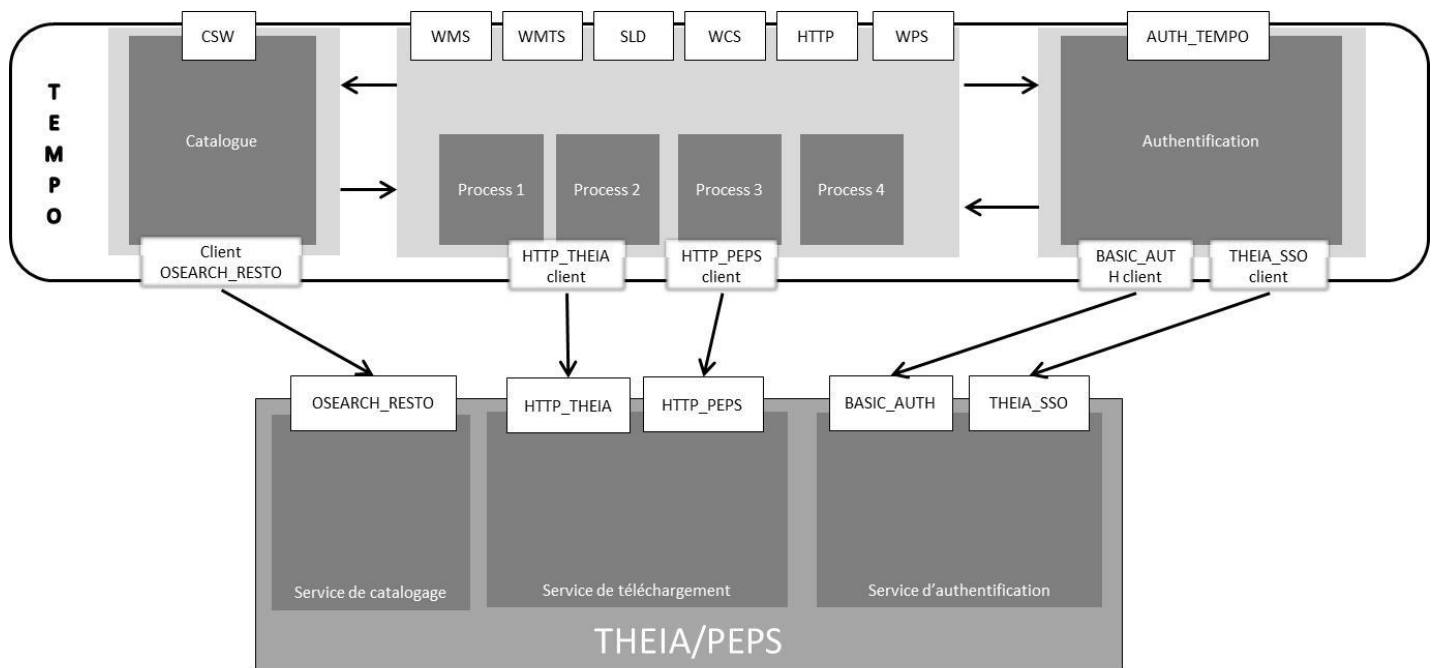 CSW
WMS
WMTS
SLD
WCS
HTTP
WPS
AUTH_TEMPO
TEMPO
Catalogue
Process 1
Process 2
Process 3
Process 4
Authentification
Client
OSEARCH_RESTO
HTTP_THEIA
client
HTTP_PEPS
client
BASIC_AUT
H client
THEIA_SSO
client
OSEARCH_RESTO
HTTP_THEIA
HTTP_PEPS
BASIC_AUTH
THEIA_SSO
Service de catalogage
Service de téléchargement
Service d'authentification
THEIA/PEPS